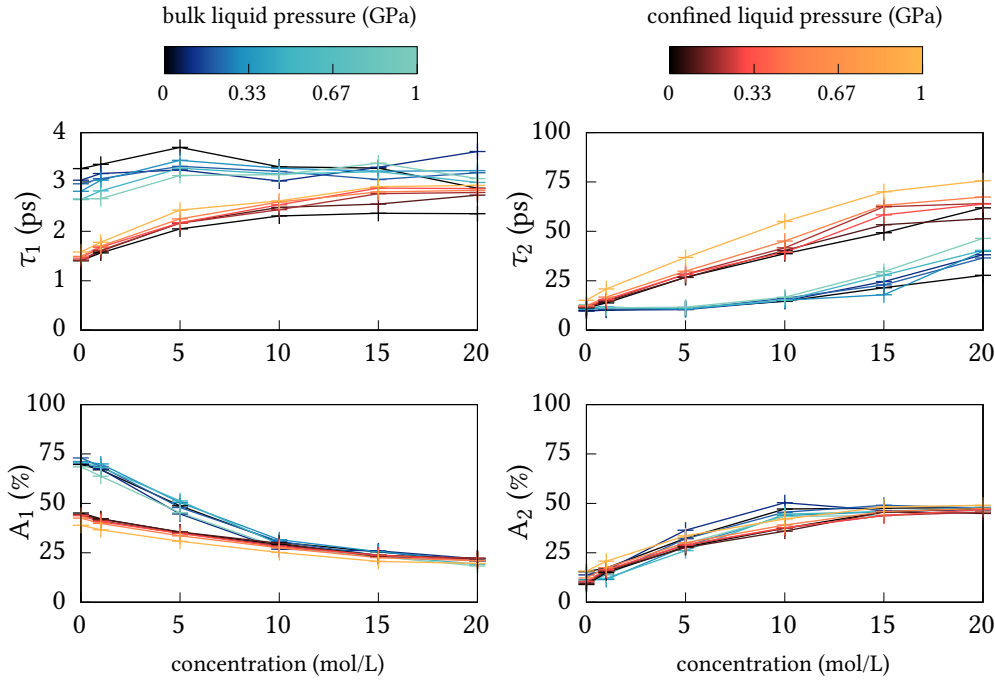 bulk liquid pressure (GPa)
confined liquid pressure (GPa)
0 0.33 0.67 1
0 0.33 0.67 1
τ1 (ps)
4
3
2
1
0
0 5 10 15 20
τ2 (ps)
100
75
50
25
0
0 5 10 15 20
A1 (%)
100
75
50
25
0
0 5 10 15 20
concentration (mol/L)
A2 (%)
100
75
50
25
0
0 5 10 15 20
concentration (mol/L)